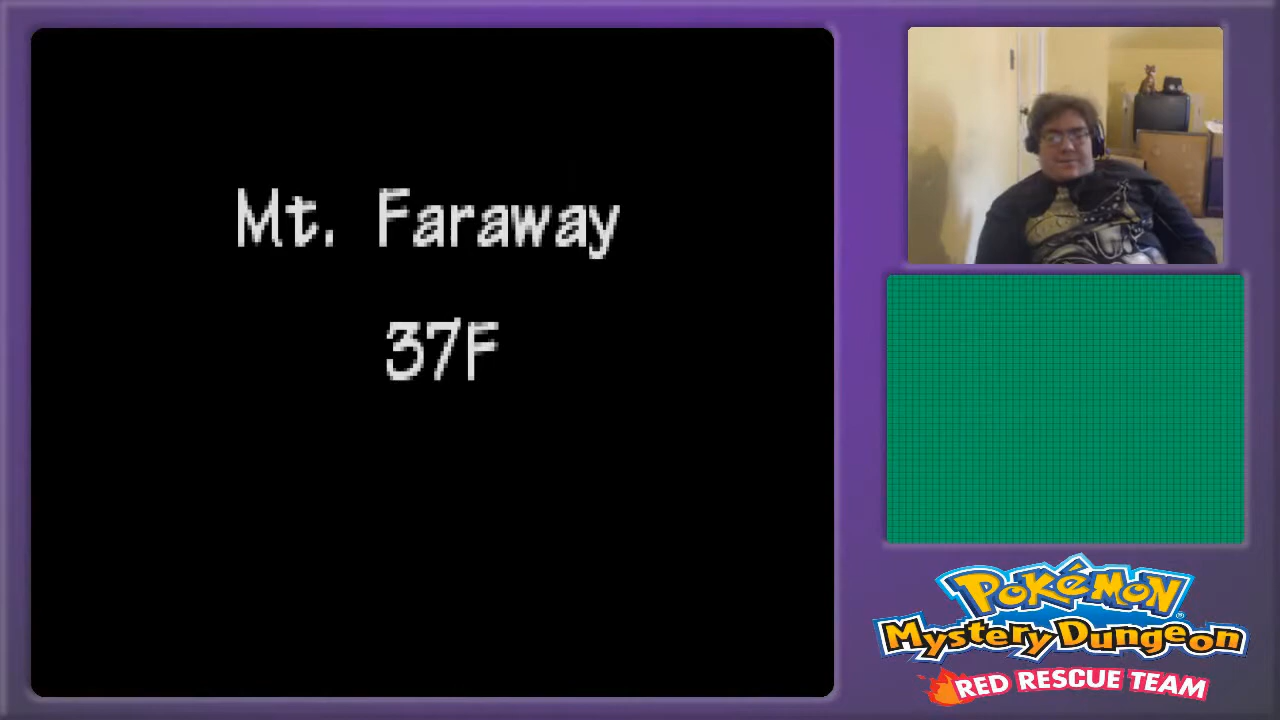 Mt. Faraway
37F
POKÉMON
Mystery Dungeon
RED RESCUE TEAM